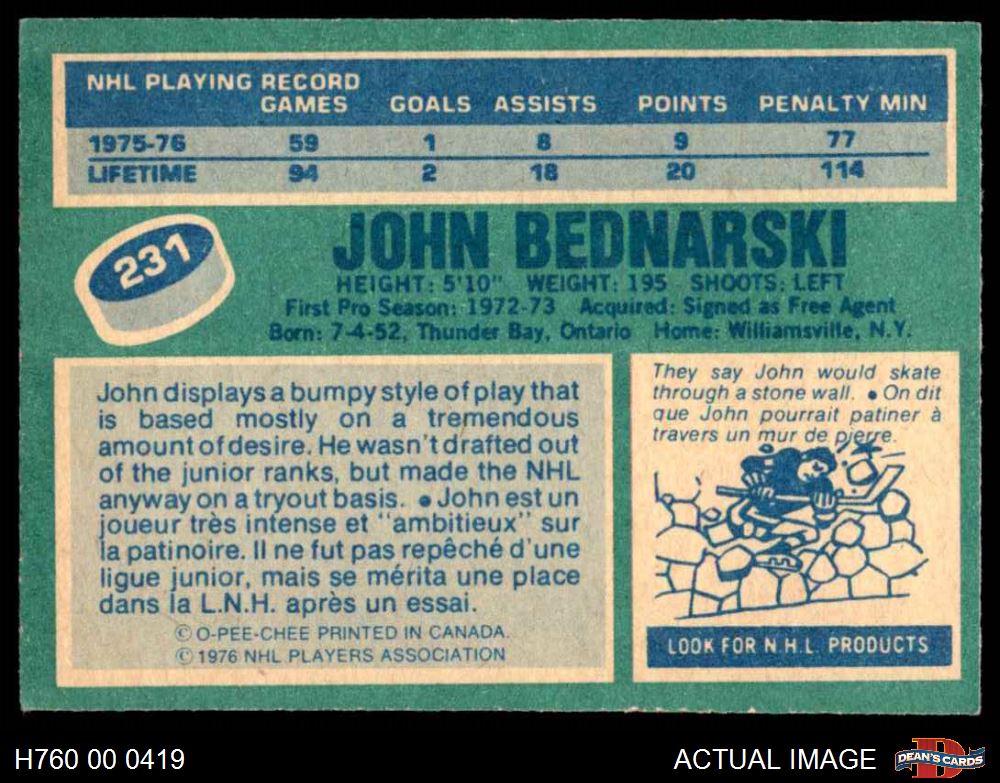 NHL PLAYING RECORD
GAMES GOALS ASSISTS POINTS PENALTY MIN
1975-76 59 1 8 9 77
LIFETIME 94 2 18 20 114
231
JOHN BEDNARSKI
HEIGHT: 5'10" WEIGHT: 195 SHOOTS: LEFT
First Pro Season: 1972-73 Acquired: Signed as Free Agent
Born: 7-4-52, Thunder Bay, Ontario Home: Williamsville, N.Y.
John displays a bumpy style of play that
is based mostly on a tremendous
amount of desire. He wasn't drafted out
of the junior ranks, but made the NHL
anyway on a tryout basis. • John est un
joueur très intense et "ambitieux" sur
la patinoire. Il ne fut pas repêché d'une
ligue junior, mais se mérita une place
dans la L.N.H. après un essai.
© O-PEE-CHEE PRINTED IN CANADA.
© 1976 NHL PLAYERS ASSOCIATION
They say John would skate
through a stone wall. • On dit
que John pourrait patiner à
travers un mur de pierre.
LOOK FOR N.H.L. PRODUCTS
H760 00 0419
ACTUAL IMAGE
D
DEAN'S CARDS